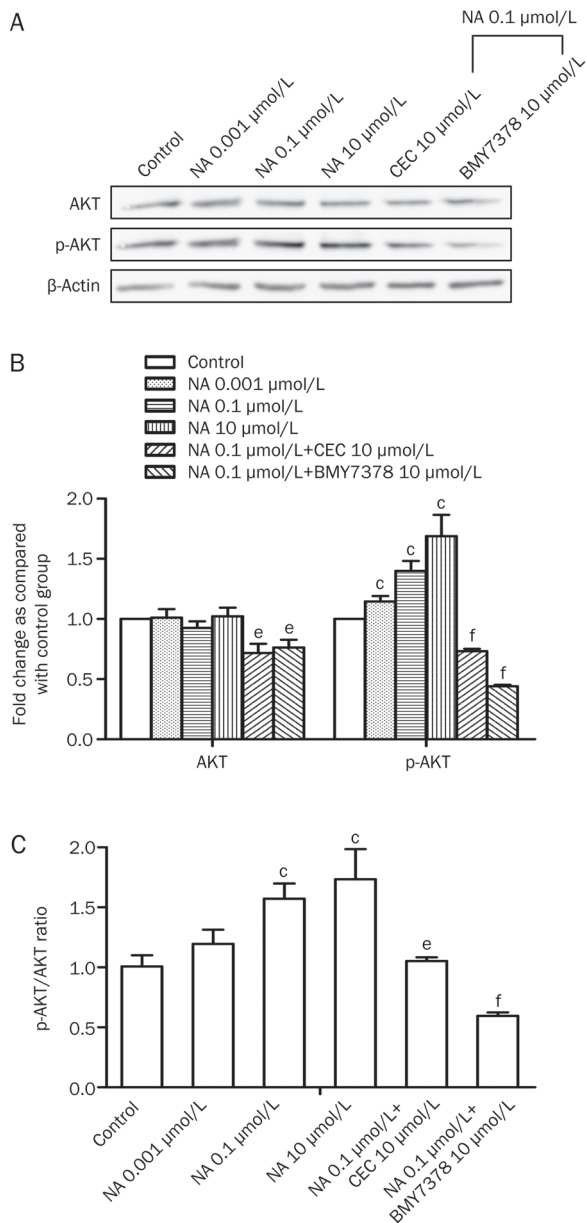 A
NA 0.1 µmol/L
Control
NA 0.001 µmol/L
NA 0.1 µmol/L
NA 10 µmol/L
CEC 10 µmol/L
BMY7378 10 µmol/L
AKT
p-AKT
β-Actin
B
Control
NA 0.001 µmol/L
NA 0.1 µmol/L
NA 10 µmol/L
NA 0.1 µmol/L+CEC 10 µmol/L
NA 0.1 µmol/L+BMY7378 10 µmol/L
Fold change as compared
with control group
2.0
1.5
1.0
0.5
0.0
e
e
c
c
c
f
f
AKT
p-AKT
C
p-AKT/AKT ratio
2.0
1.5
1.0
0.5
0.0
c
c
e
f
Control
NA 0.001 µmol/L
NA 0.1 µmol/L
NA 10 µmol/L
NA 0.1 µmol/L+
CEC 10 µmol/L
NA 0.1 µmol/L+
BMY7378 10 µmol/L